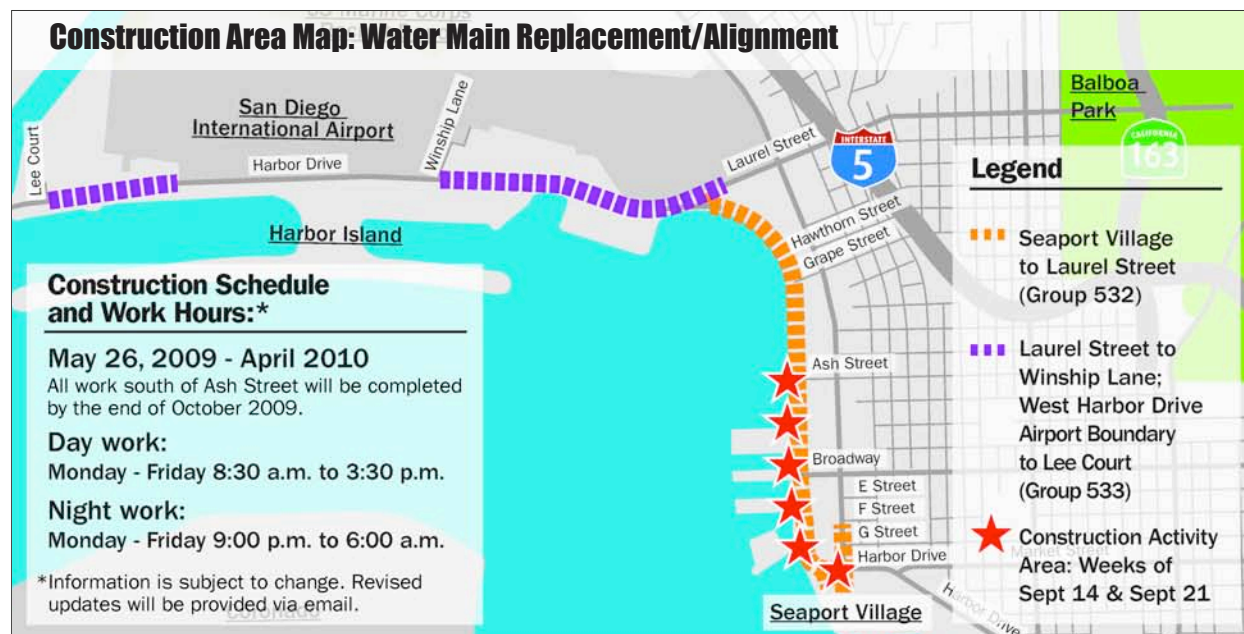 Construction Area Map: Water Main Replacement/Alignment
San Diego
International Airport
Lee Court
Harbor Drive
Winship Lane
Laurel Street
INTERSTATE
5
Balboa
Park
CALIFORNIA
163
Hawthorn Street
Grape Street
Harbor Island
Ash Street
Broadway
E Street
F Street
G Street
Harbor Drive
Harbor Drive
Market Street
Seaport Village
Coronado
Construction Schedule
and Work Hours:*
May 26, 2009 - April 2010
All work south of Ash Street will be completed
by the end of October 2009.
Day work:
Monday - Friday 8:30 a.m. to 3:30 p.m.
Night work:
Monday - Friday 9:00 p.m. to 6:00 a.m.
*Information is subject to change. Revised
updates will be provided via email.
Legend
Seaport Village
to Laurel Street
(Group 532)
Laurel Street to
Winship Lane;
West Harbor Drive
Airport Boundary
to Lee Court
(Group 533)
Construction Activity
Area: Weeks of
Sept 14 & Sept 21